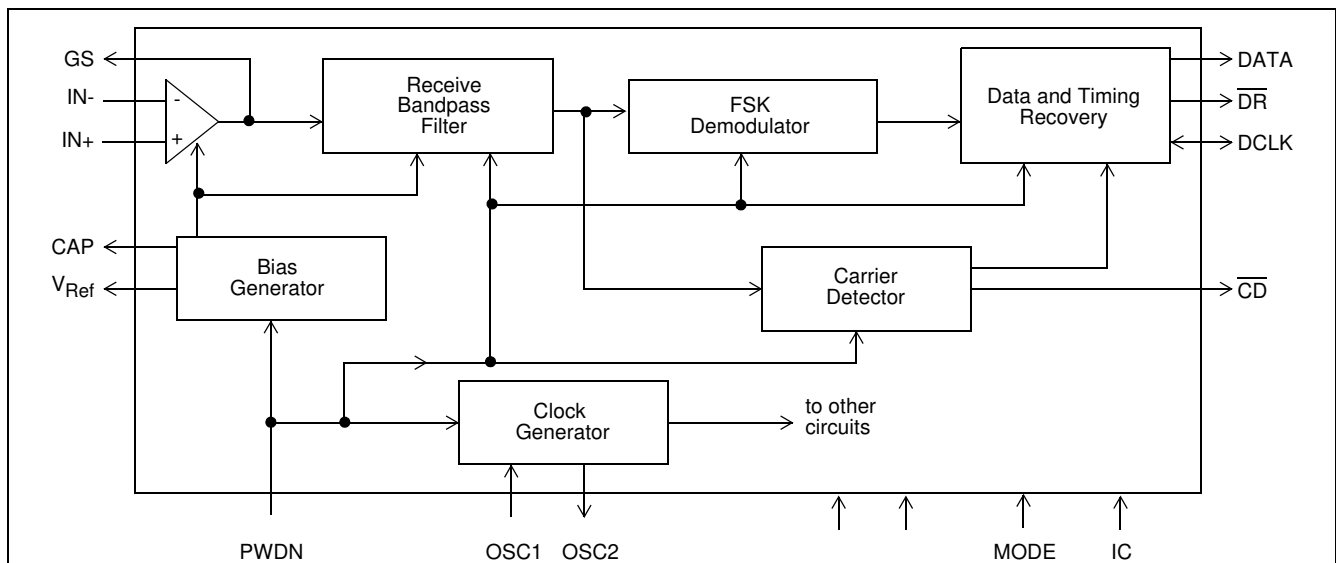 GS
IN-
IN+
-
+
Receive
Bandpass
Filter
FSK
Demodulator
Data and Timing
Recovery
DATA
DR
DCLK
CAP
VRef
Bias
Generator
Carrier
Detector
CD
Clock
Generator
to other
circuits
PWDN
OSC1
OSC2
MODE
IC